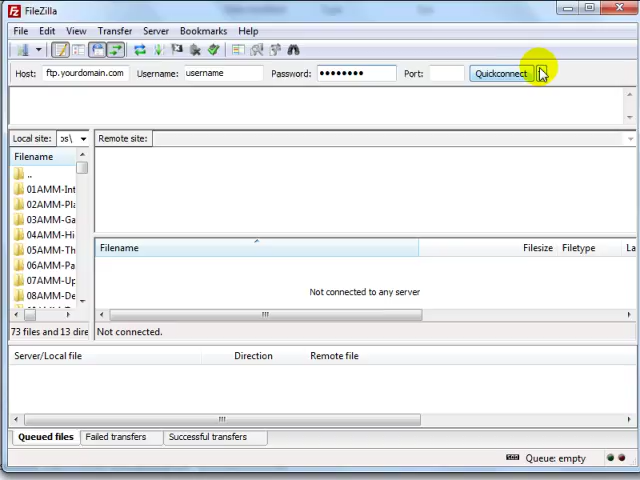 FileZilla
File Edit View Transfer Server Bookmarks Help
Host: ftp.yourdomain.com Username: username Password: ●●●●●●●● Port: Quickconnect
Local site: os\ Remote site:
Filename
..
01AMM-Int
02AMM-Pla
03AMM-Ga
04AMM-Hi
05AMM-Th
06AMM-Pa
07AMM-Up
08AMM-De
Filename Filesize Filetype La
Not connected to any server
73 files and 13 dire Not connected.
Server/Local file Direction Remote file
Queued files Failed transfers Successful transfers
Queue: empty